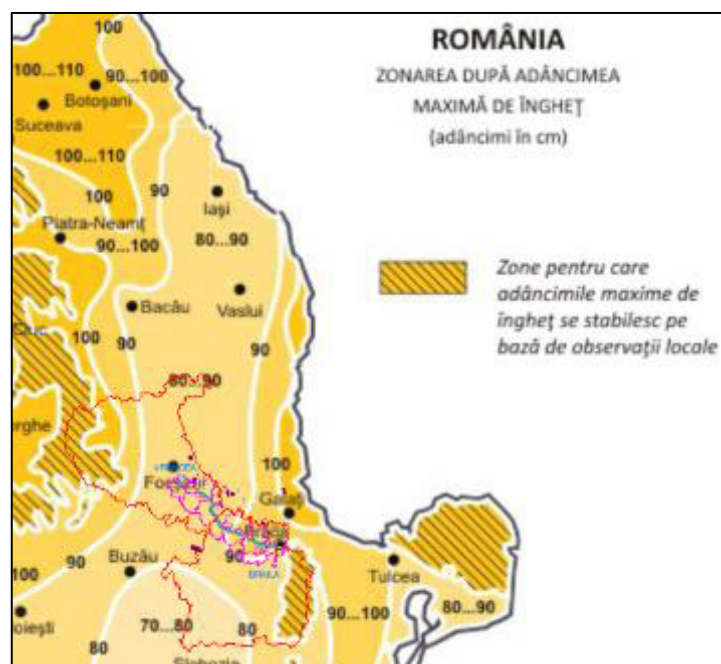 ROMÂNIA
ZONAREA DUPĂ ADÂNCIMEA
MAXIMĂ DE ÎNGHEȚ
(adâncimi în cm)
Zone pentru care
adâncimile maxime de
îngheț se stabilesc pe
bază de observații locale
100
100...110
90...100
Botoșani
Suceava
100...110
90
100
Iași
Piatra-Neamț
80...90
90...100
Bacău
Vaslui
100
90
90
80...90
100
Galați
90
Buzău
BRAILA
Tulcea
90
100
90...100
80...90
70...80
80
80
Slobozia